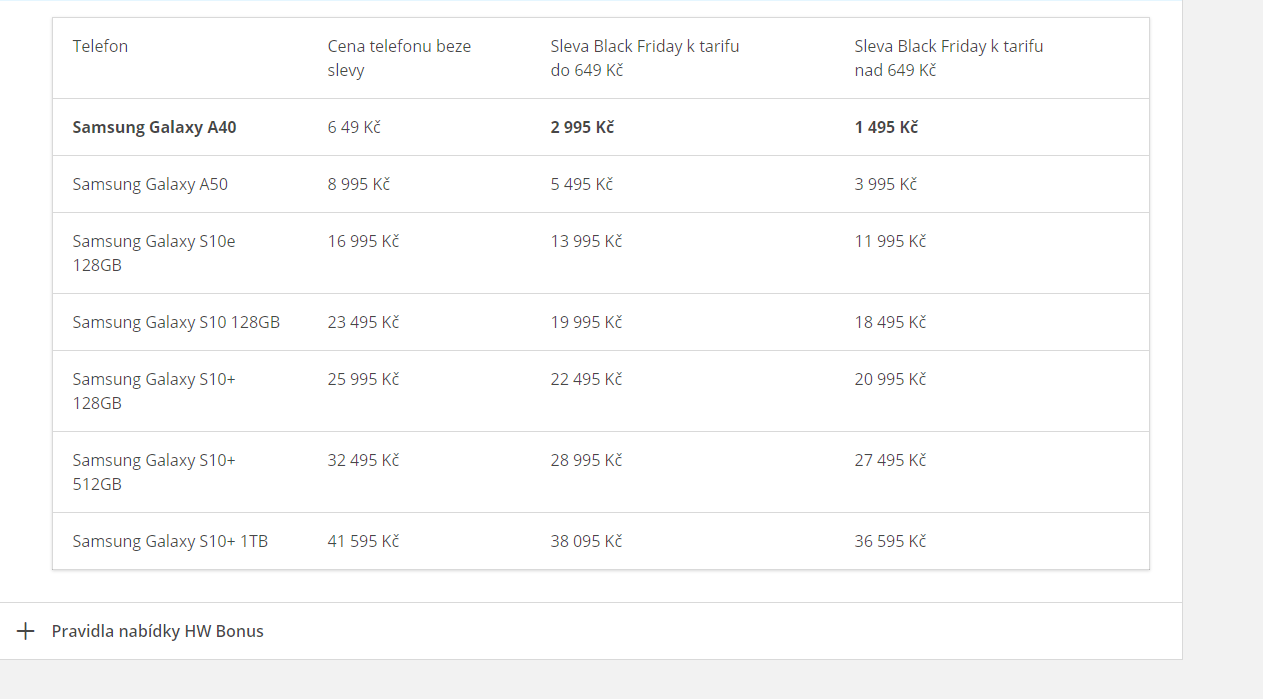 Telefon
Cena telefonu beze
slevy
Sleva Black Friday k tarifu
do 649 Kč
Sleva Black Friday k tarifu
nad 649 Kč
Samsung Galaxy A40
6 49 Kč
2 995 Kč
1 495 Kč
Samsung Galaxy A50
8 995 Kč
5 495 Kč
3 995 Kč
Samsung Galaxy S10e
128GB
16 995 Kč
13 995 Kč
11 995 Kč
Samsung Galaxy S10 128GB
23 495 Kč
19 995 Kč
18 495 Kč
Samsung Galaxy S10+
128GB
25 995 Kč
22 495 Kč
20 995 Kč
Samsung Galaxy S10+
512GB
32 495 Kč
28 995 Kč
27 495 Kč
Samsung Galaxy S10+ 1TB
41 595 Kč
38 095 Kč
36 595 Kč
Pravidla nabídky HW Bonus